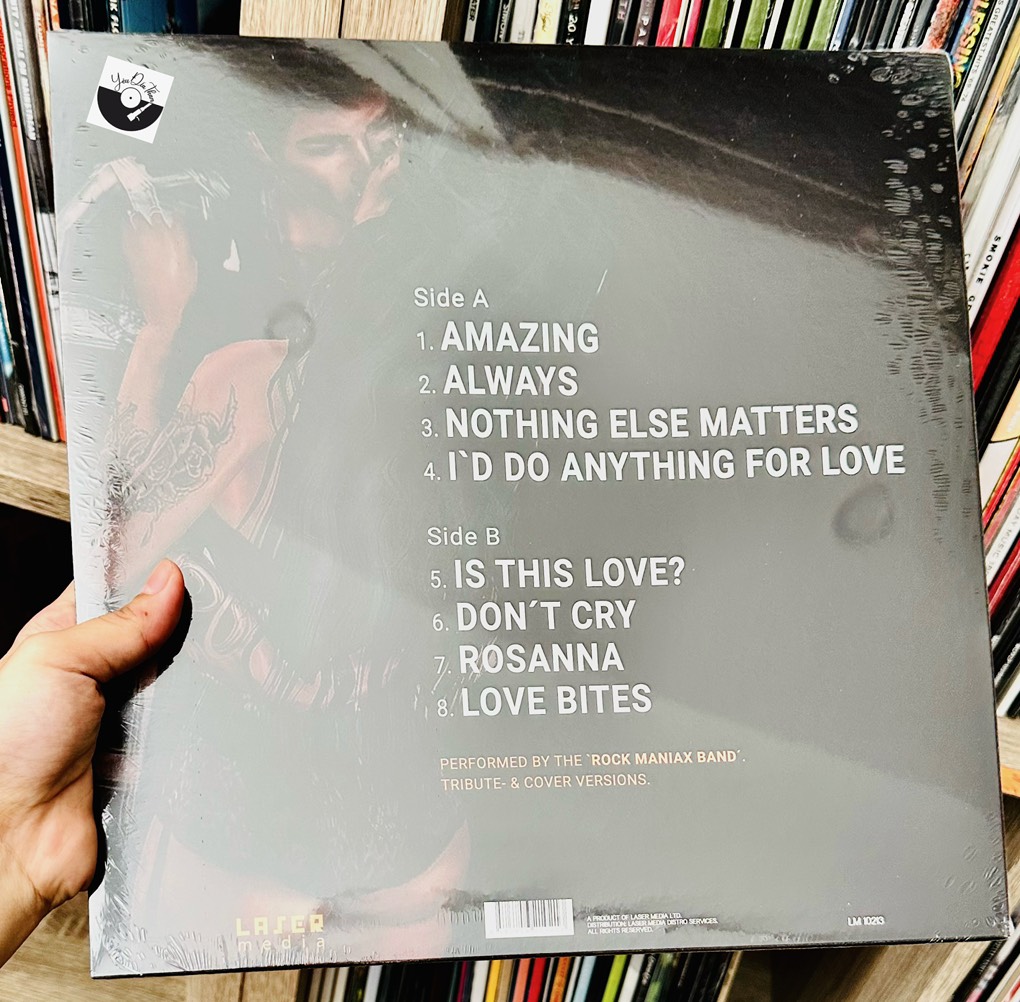 Side A
1. AMAZING
2. ALWAYS
3. NOTHING ELSE MATTERS
4. I`D DO ANYTHING FOR LOVE
Side B
5. IS THIS LOVE?
6. DON´T CRY
7. ROSANNA
8. LOVE BITES
PERFORMED BY THE `ROCK MANIAX BAND´.
TRIBUTE- & COVER VERSIONS.
LASER
media
A PRODUCT OF LASER MEDIA LTD.
DISTRIBUTION: LASER MEDIA DISTRO SERVICES.
ALL RIGHTS RESERVED.
LM 10213
SMOKIE